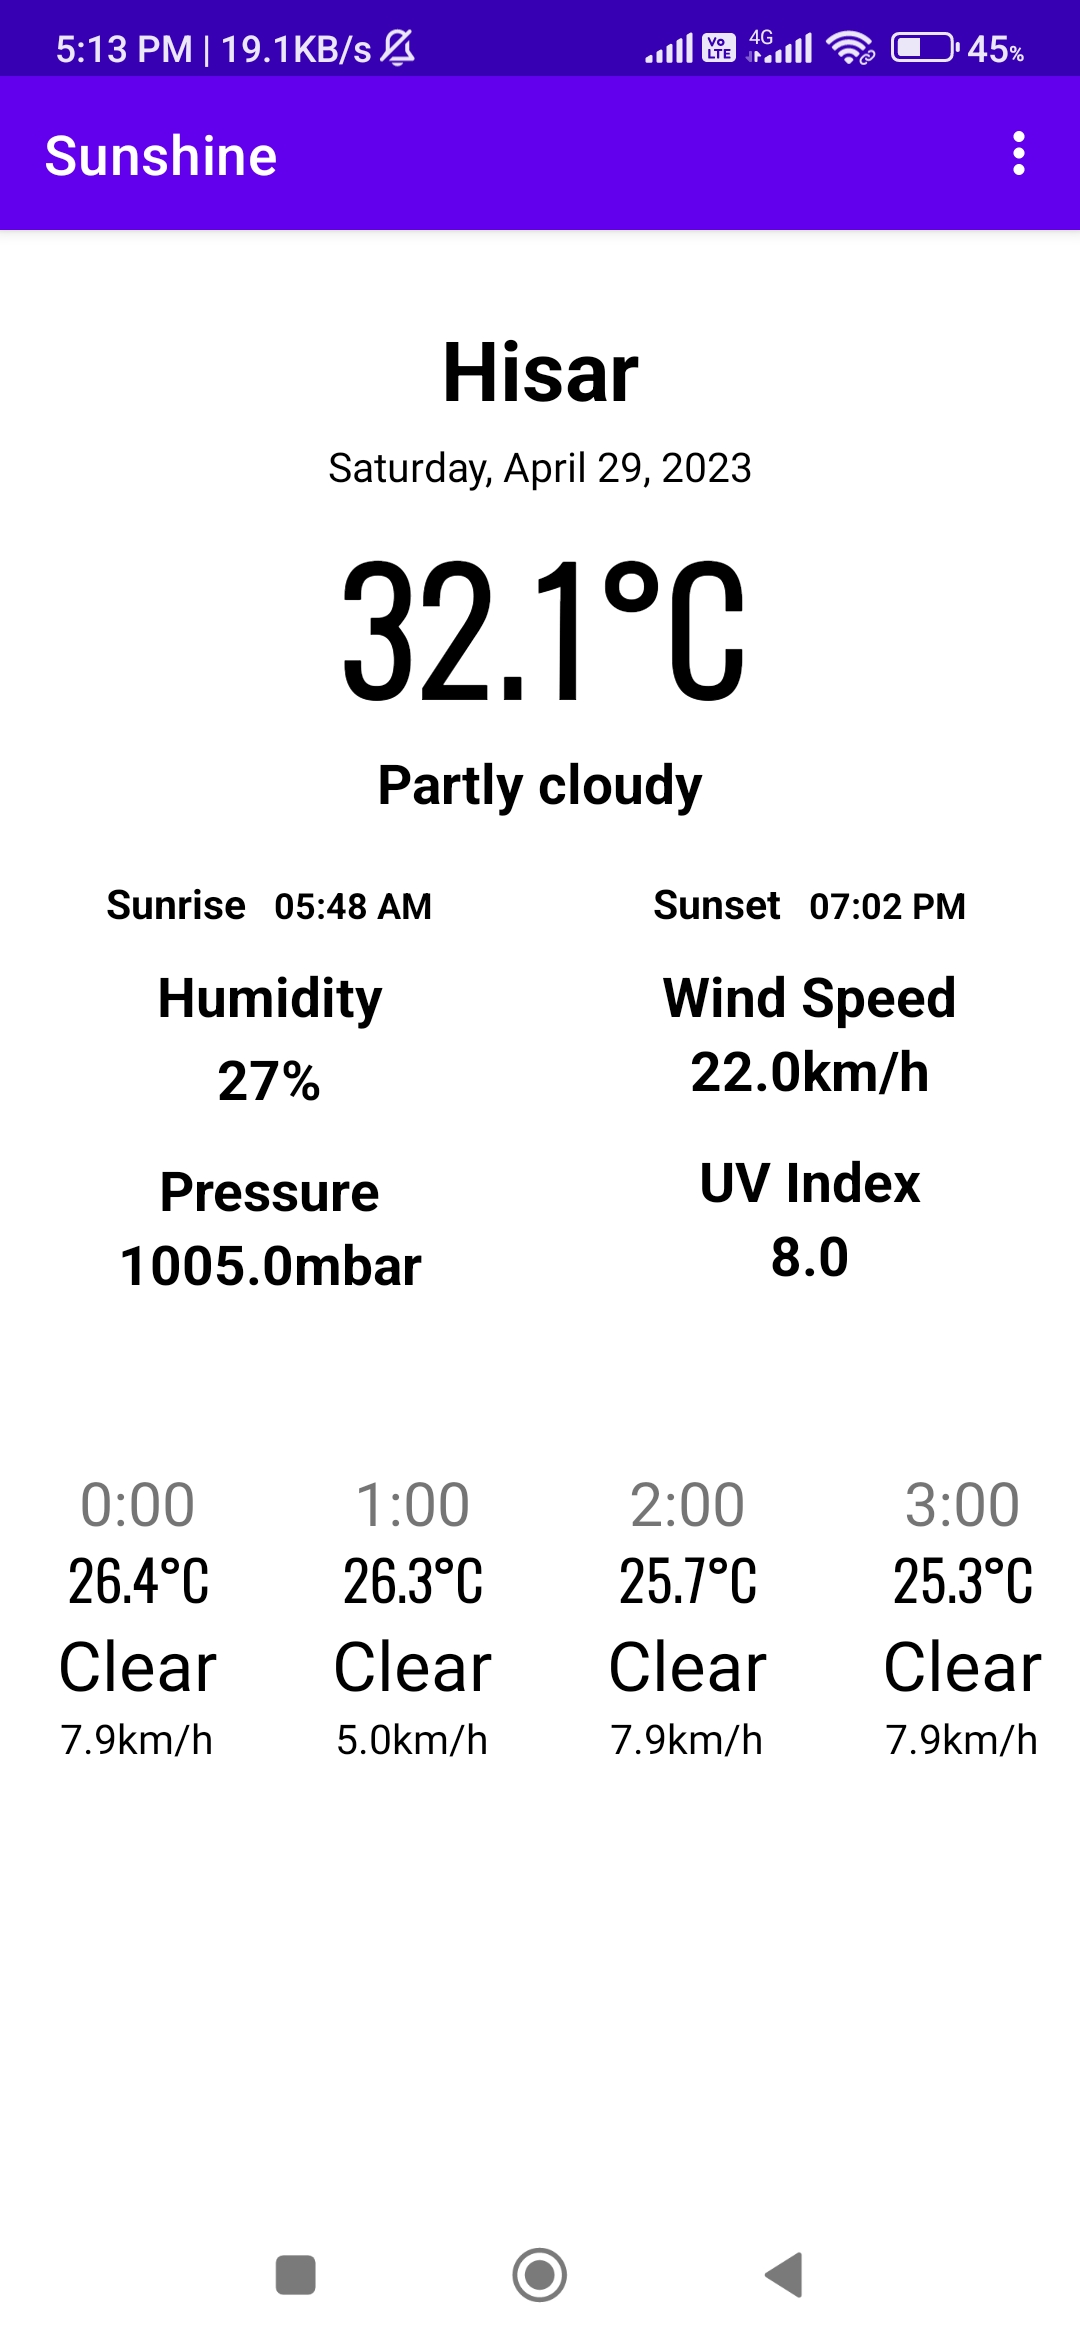 5:13 PM | 19.1KB/s Vo LTE 4G 45%
Sunshine
Hisar
Saturday, April 29, 2023
32.1°C
Partly cloudy
Sunrise 05:48 AM Sunset 07:02 PM
Humidity Wind Speed
27% 22.0km/h
Pressure UV Index
1005.0mbar 8.0
0:00 1:00 2:00 3:00
26.4°C 26.3°C 25.7°C 25.3°C
Clear Clear Clear Clear
7.9km/h 5.0km/h 7.9km/h 7.9km/h